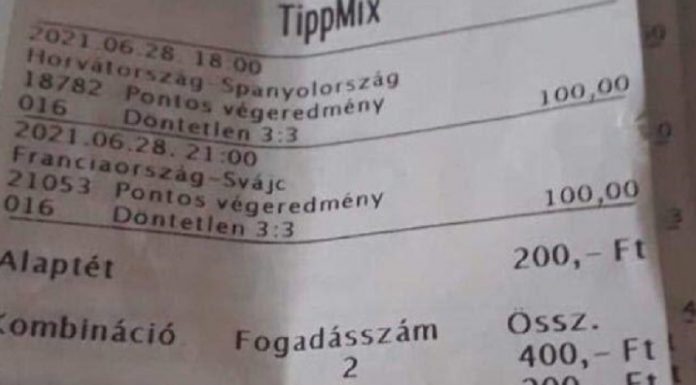 TippMix
2021.06.28. 18:00
Horvátország-Spanyolország
18782 Pontos végeredmény 100,00
016 Döntetlen 3:3
2021.06.28. 21:00
Franciaország-Svájc
21053 Pontos végeredmény 100,00
016 Döntetlen 3:3
Alaptét 200,- Ft
Kombináció Fogadásszám Össz.
2 400,- Ft
200,- Ft